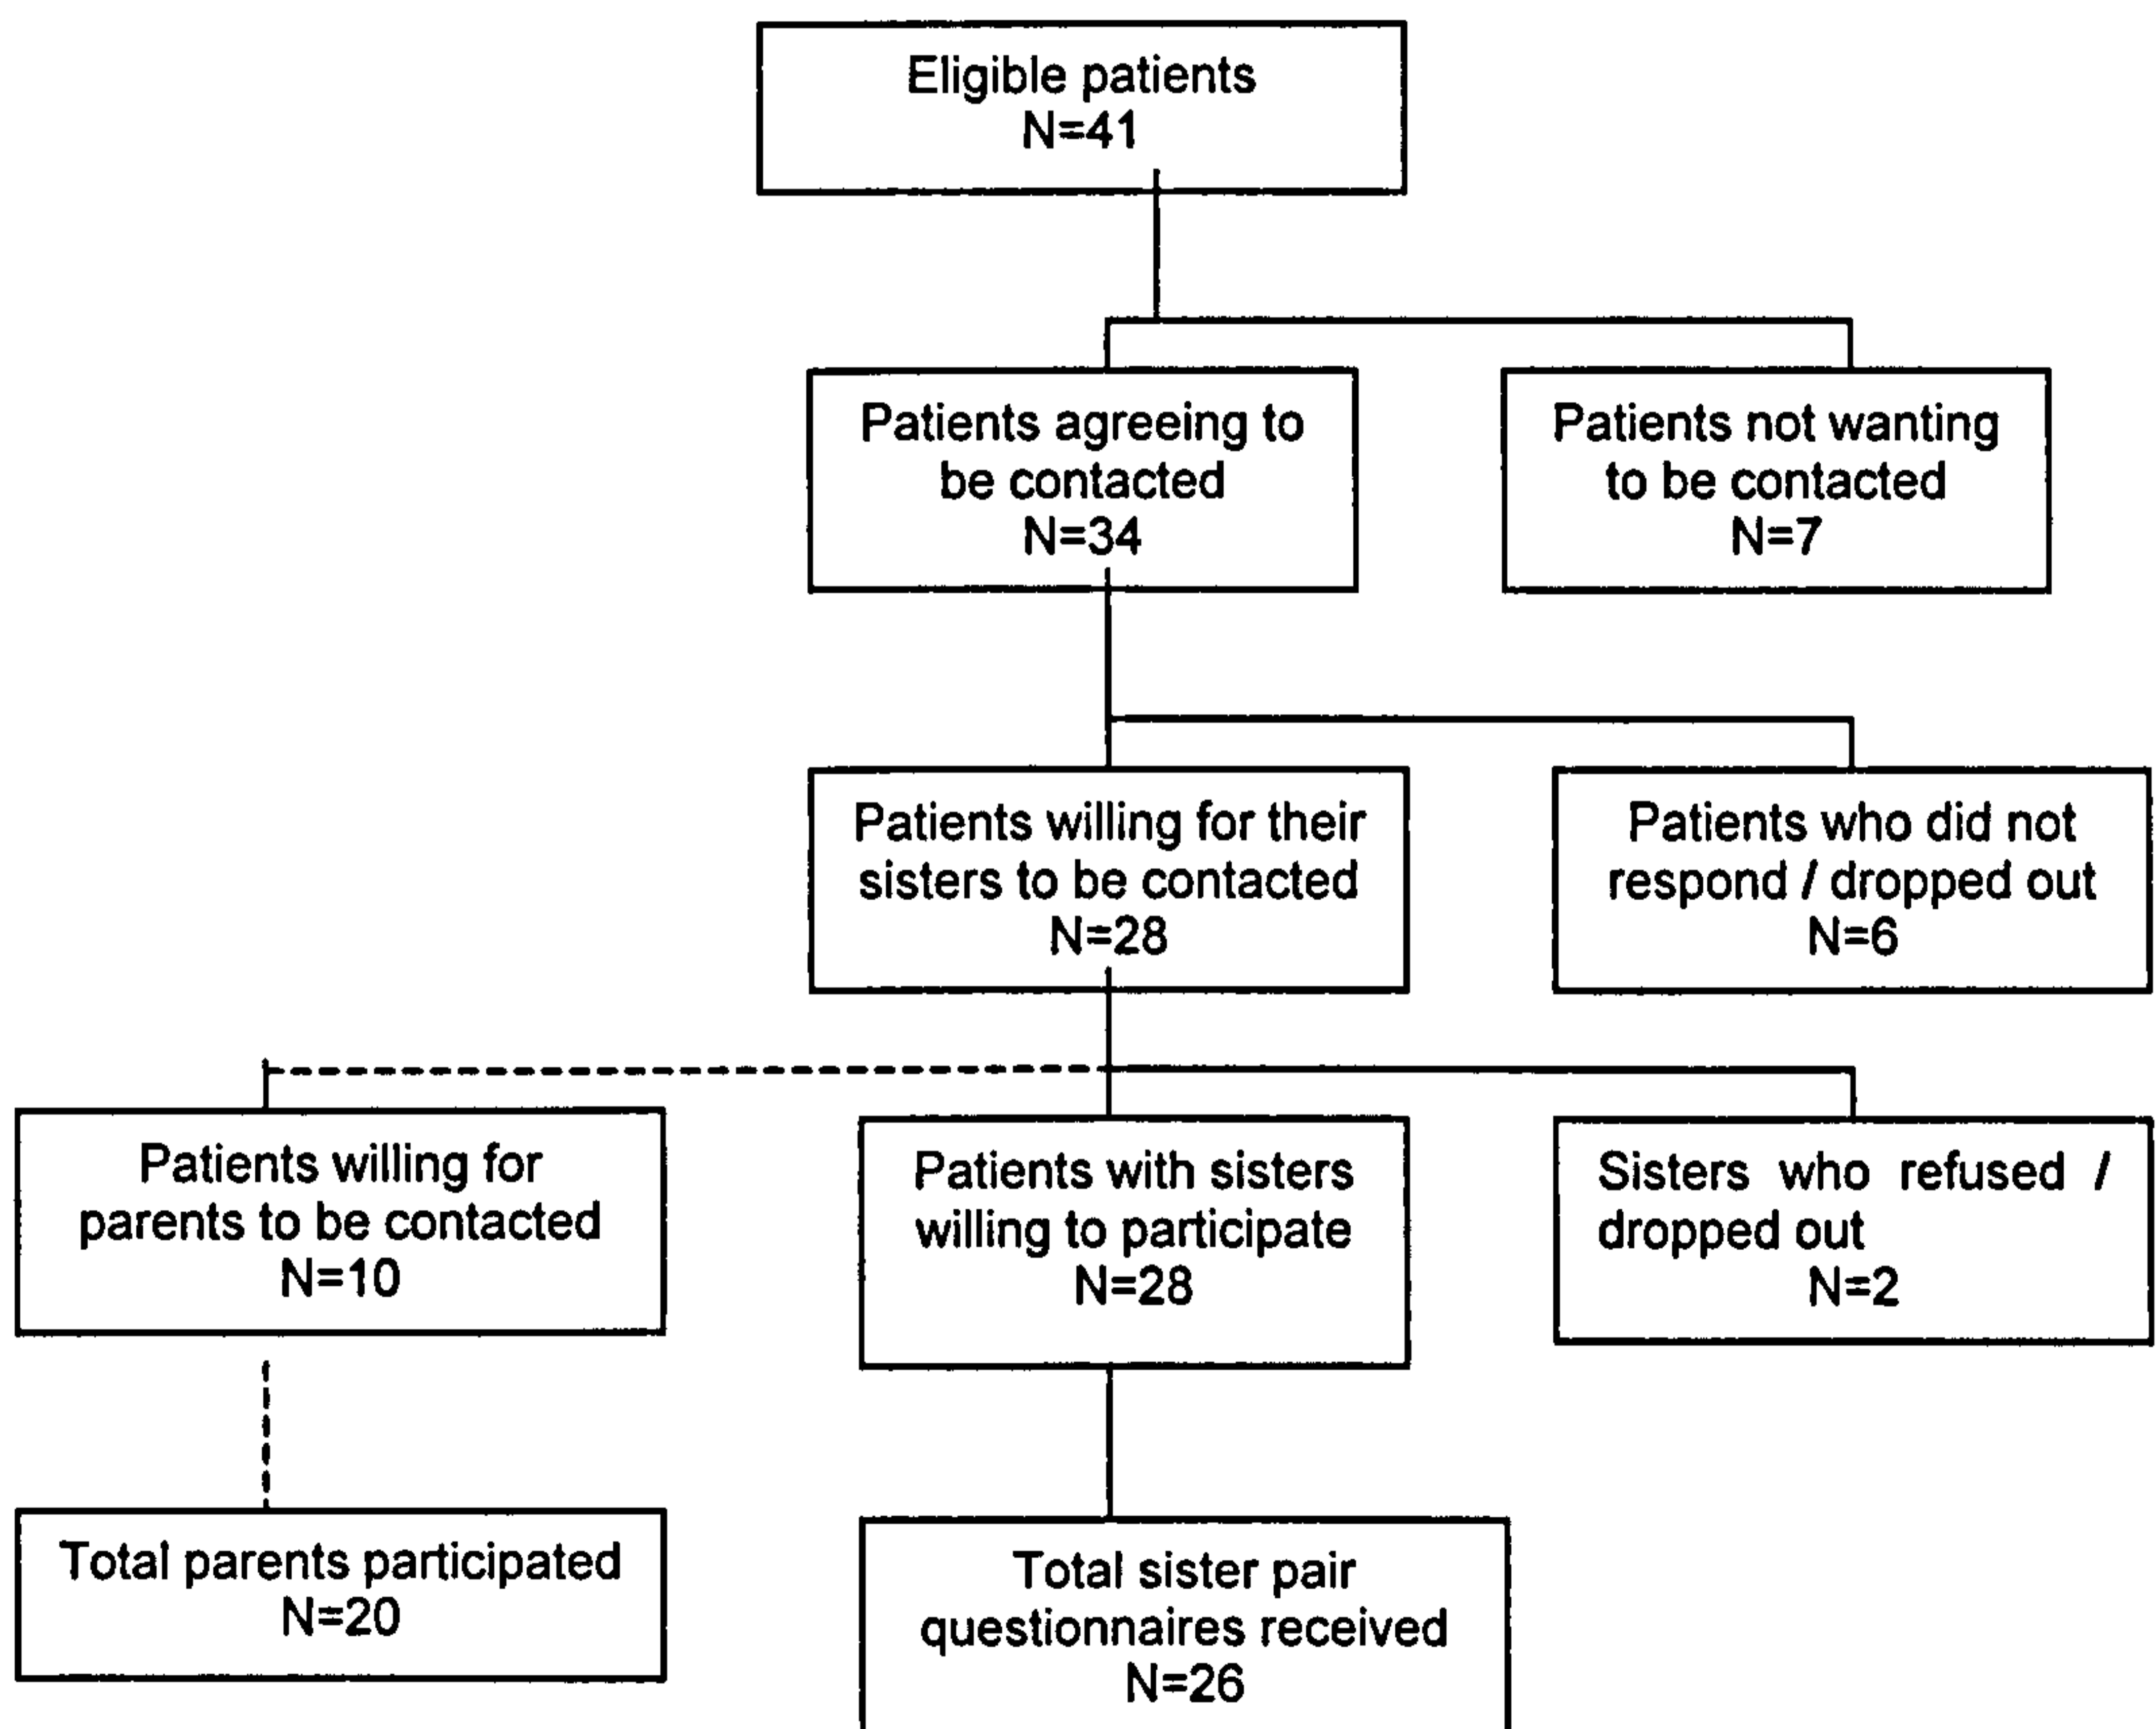 Eligible patients
N=41
Patients agreeing to
be contacted
N=34
Patients not wanting
to be contacted
N=7
Patients willing for their
sisters to be contacted
N=28
Patients who did not
respond / dropped out
N=6
Patients willing for
parents to be contacted
N=10
Patients with sisters
willing to participate
N=28
Sisters who refused /
dropped out
N=2
Total parents participated
N=20
Total sister pair
questionnaires received
N=26